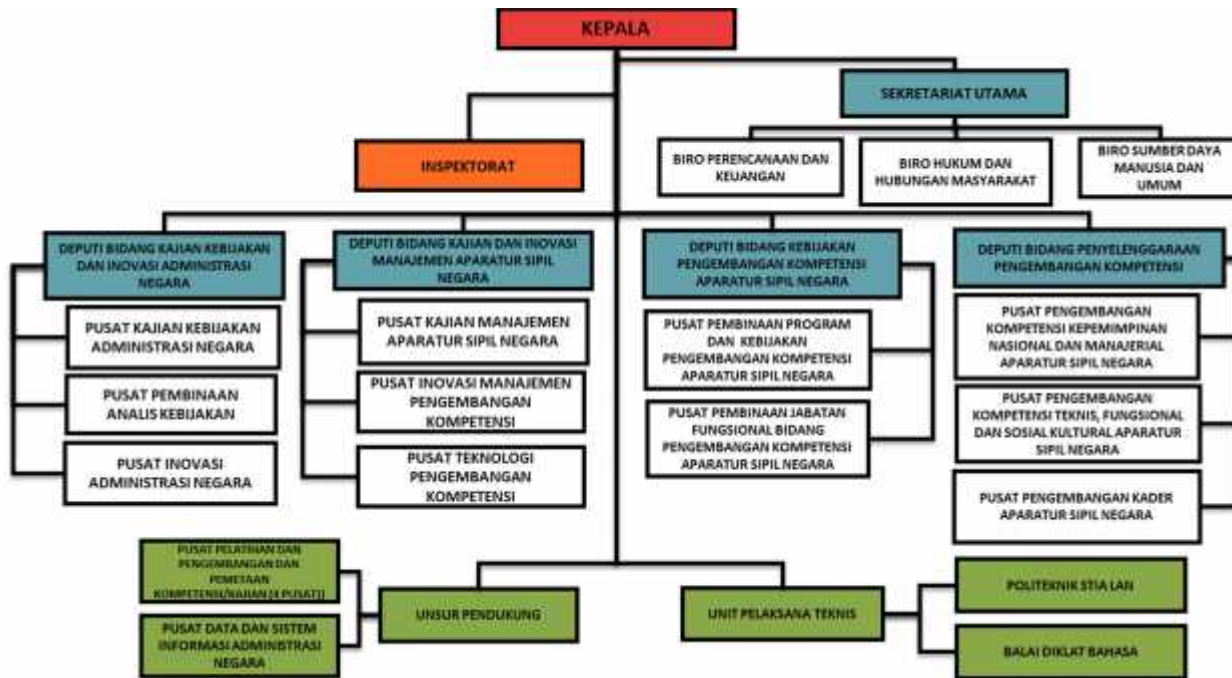 KEPALA
SEKRETARIAT UTAMA
INSPEKTORAT
BIRO PERENCANAAN DAN
KEUANGAN
BIRO HUKUM DAN
HUBUNGAN MASYARAKAT
BIRO SUMBER DAYA
MANUSIA DAN
UMUM
DEPUTI BIDANG KAJIAN KEBIJAKAN
DAN INOVASI ADMINISTRASI
NEGARA
DEPUTI BIDANG KAJIAN DAN INOVASI
MANAJEMEN APARATUR SIPIL
NEGARA
DEPUTI BIDANG KEBIJAKAN
PENGEMBANGAN KOMPETENSI
APARATUR SIPIL NEGARA
DEPUTI BIDANG PENYELENGGARAAN
PENGEMBANGAN KOMPETENSI
PUSAT KAJIAN KEBIJAKAN
ADMINISTRASI NEGARA
PUSAT PEMBINAAN
ANALIS KEBIJAKAN
PUSAT INOVASI
ADMINISTRASI NEGARA
PUSAT KAJIAN MANAJEMEN
APARATUR SIPIL NEGARA
PUSAT INOVASI MANAJEMEN
PENGEMBANGAN
KOMPETENSI
PUSAT TEKNOLOGI
PENGEMBANGAN
KOMPETENSI
PUSAT PEMBINAAN PROGRAM
DAN KEBIJAKAN
PENGEMBANGAN KOMPETENSI
APARATUR SIPIL NEGARA
PUSAT PEMBINAAN JABATAN
FUNGSIONAL BIDANG
PENGEMBANGAN KOMPETENSI
APARATUR SIPIL NEGARA
PUSAT PENGEMBANGAN
KOMPETENSI KEPEMIMPINAN
NASIONAL DAN MANAJERIAL
APARATUR SIPIL NEGARA
PUSAT PENGEMBANGAN
KOMPETENSI TEKNIS, FUNGSIONAL
DAN SOSIAL KULTURAL APARATUR
SIPIL NEGARA
PUSAT PENGEMBANGAN KADER
APARATUR SIPIL NEGARA
PUSAT PELATIHAN DAN
PENGEMBANGAN DAN
PEMETAAN
KOMPETENSI/KAJIAN (4 PUSAT))
PUSAT DATA DAN SISTEM
INFORMASI ADMINISTRASI
NEGARA
UNSUR PENDUKUNG
UNIT PELAKSANA TEKNIS
POLITEKNIK STIA LAN
BALAI DIKLAT BAHASA